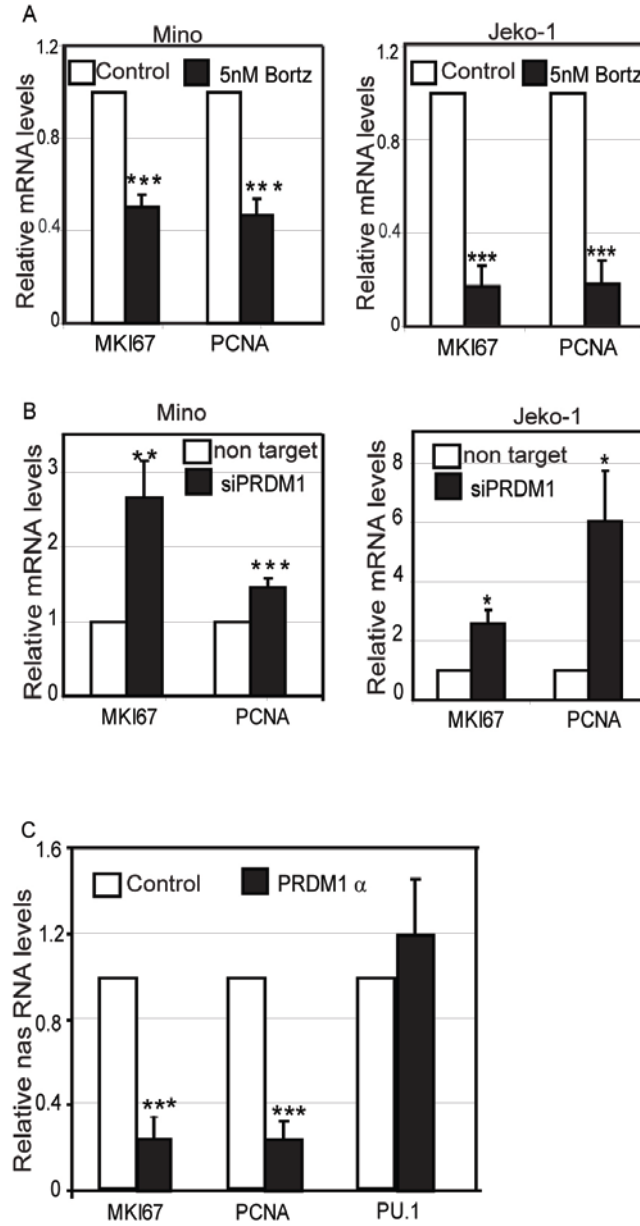 A
Mino
Jeko-1
1.2
0.8
0.4
0
Relative mRNA levels
Control
5nM Bortz
***
***
MKI67
PCNA
1.2
0.8
0.4
0
Relative mRNA levels
Control
5nM Bortz
***
***
MKI67
PCNA
B
Mino
Jeko-1
3
2
1
0
Relative mRNA levels
non target
siPRDM1
**
***
MKI67
PCNA
8
6
4
2
0
Relative mRNA levels
non target
siPRDM1
*
*
MKI67
PCNA
C
1.6
1.2
0.8
0.4
0
Relative nas RNA levels
Control
PRDM1 α
***
***
MKI67
PCNA
PU.1